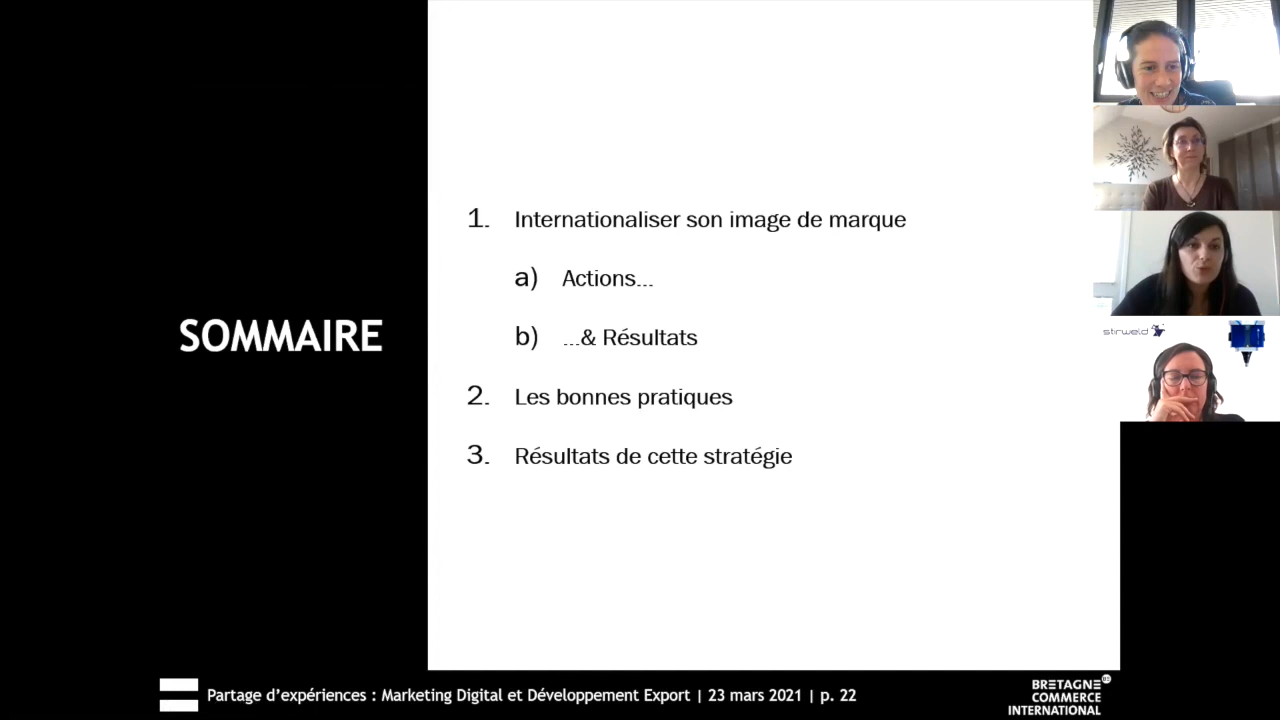 SOMMAIRE
1. Internationaliser son image de marque
a) Actions...
b) ...& Résultats
2. Les bonnes pratiques
3. Résultats de cette stratégie
stirweld
Partage d'expériences : Marketing Digital et Développement Export | 23 mars 2021 | p. 22
BRETAGNE
COMMERCE
INTERNATIONAL